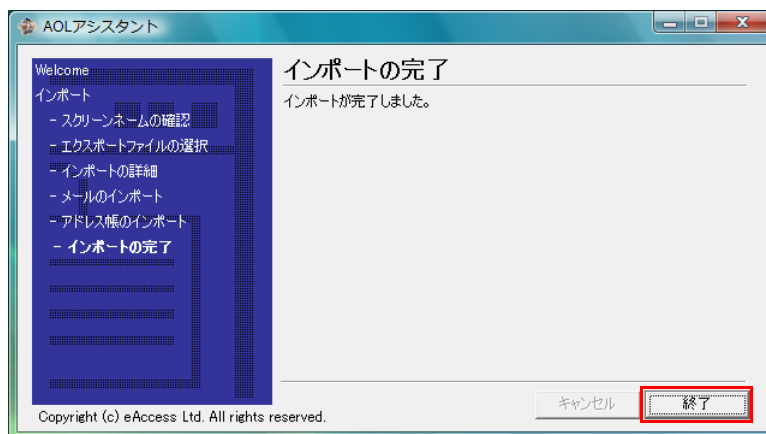 AOLアシスタント
Welcome
インポート
- スクリーンネームの確認
- エクスポートファイルの選択
- インポートの詳細
- メールのインポート
- アドレス帳のインポート
- インポートの完了
インポートの完了
インポートが完了しました。
キャンセル
終了
Copyright (c) eAccess Ltd. All rights reserved.